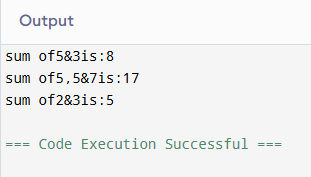 Output
sum of5&3is:8
sum of5,5&7is:17
sum of2&3is:5
=== Code Execution Successful ===